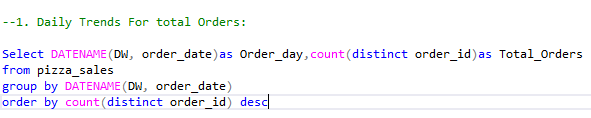 --1. Daily Trends For total Orders:
Select DATENAME(DW, order_date)as Order_day,count(distinct order_id)as Total_Orders
from pizza_sales
group by DATENAME(DW, order_date)
order by count(distinct order_id) desc